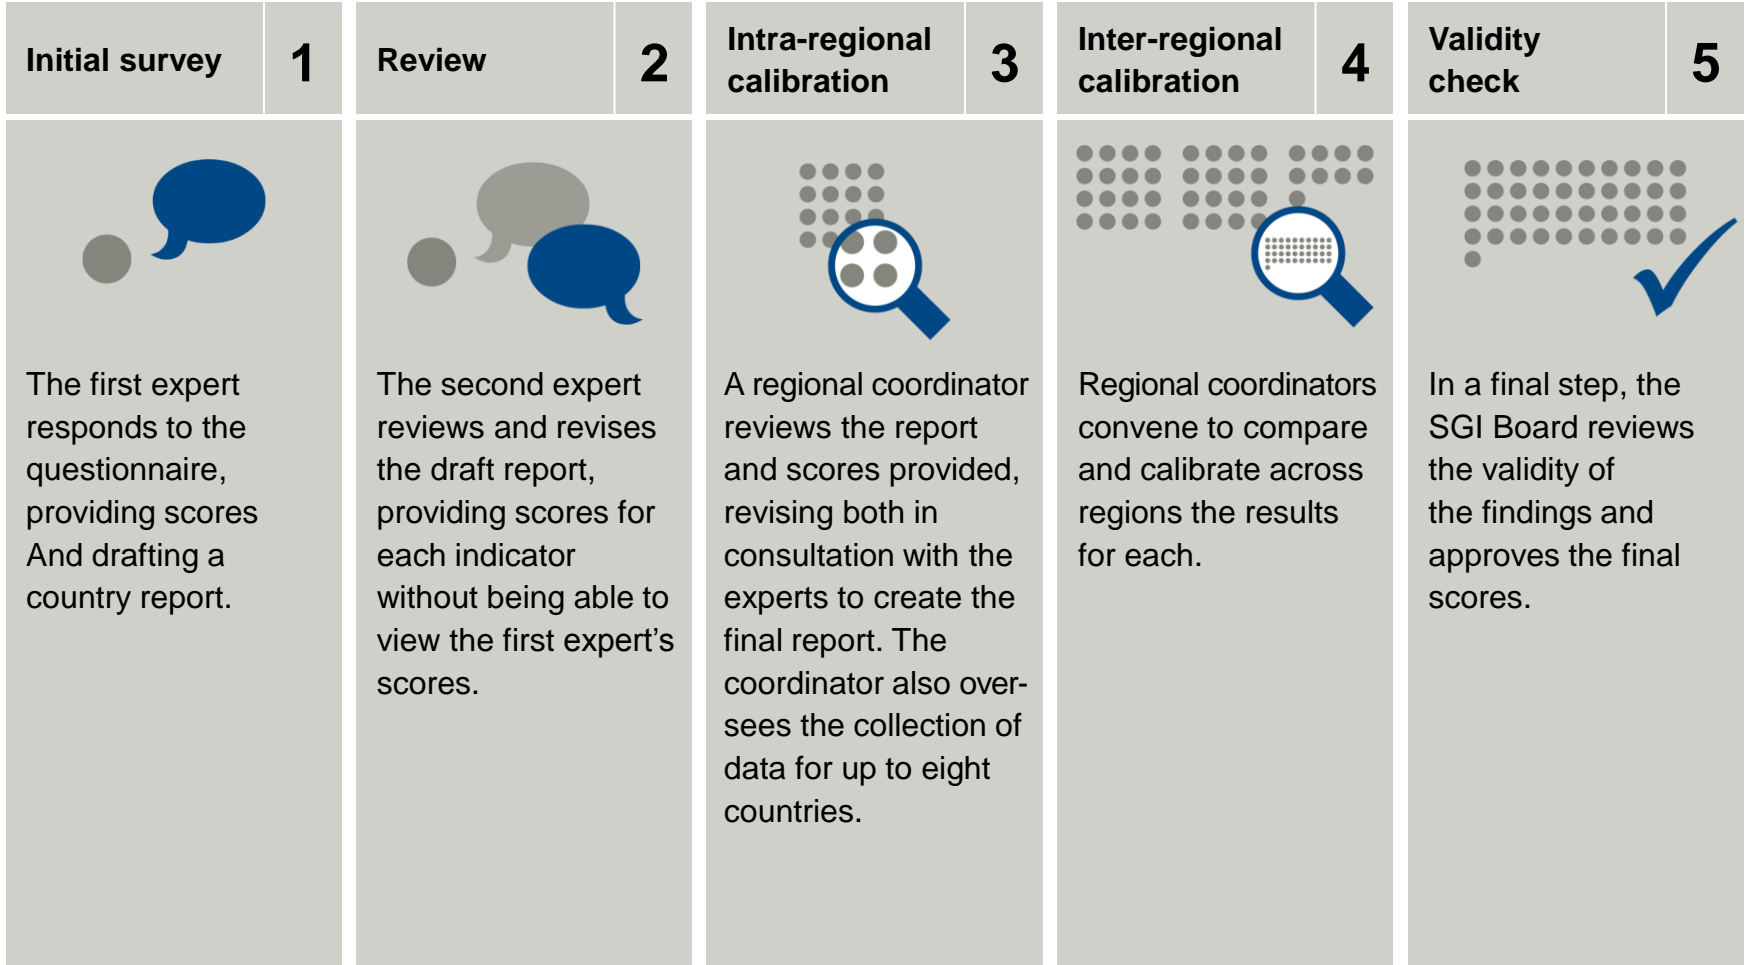 Initial survey
1
The first expert
responds to the
questionnaire,
providing scores
And drafting a
country report.
Review
2
The second expert
reviews and revises
the draft report,
providing scores for
each indicator
without being able to
view the first expert’s
scores.
Intra-regional
calibration
3
A regional coordinator
reviews the report
and scores provided,
revising both in
consultation with the
experts to create the
final report. The
coordinator also over-
sees the collection of
data for up to eight
countries.
Inter-regional
calibration
4
Regional coordinators
convene to compare
and calibrate across
regions the results
for each.
Validity
check
5
In a final step, the
SGI Board reviews
the validity of
the findings and
approves the final
scores.